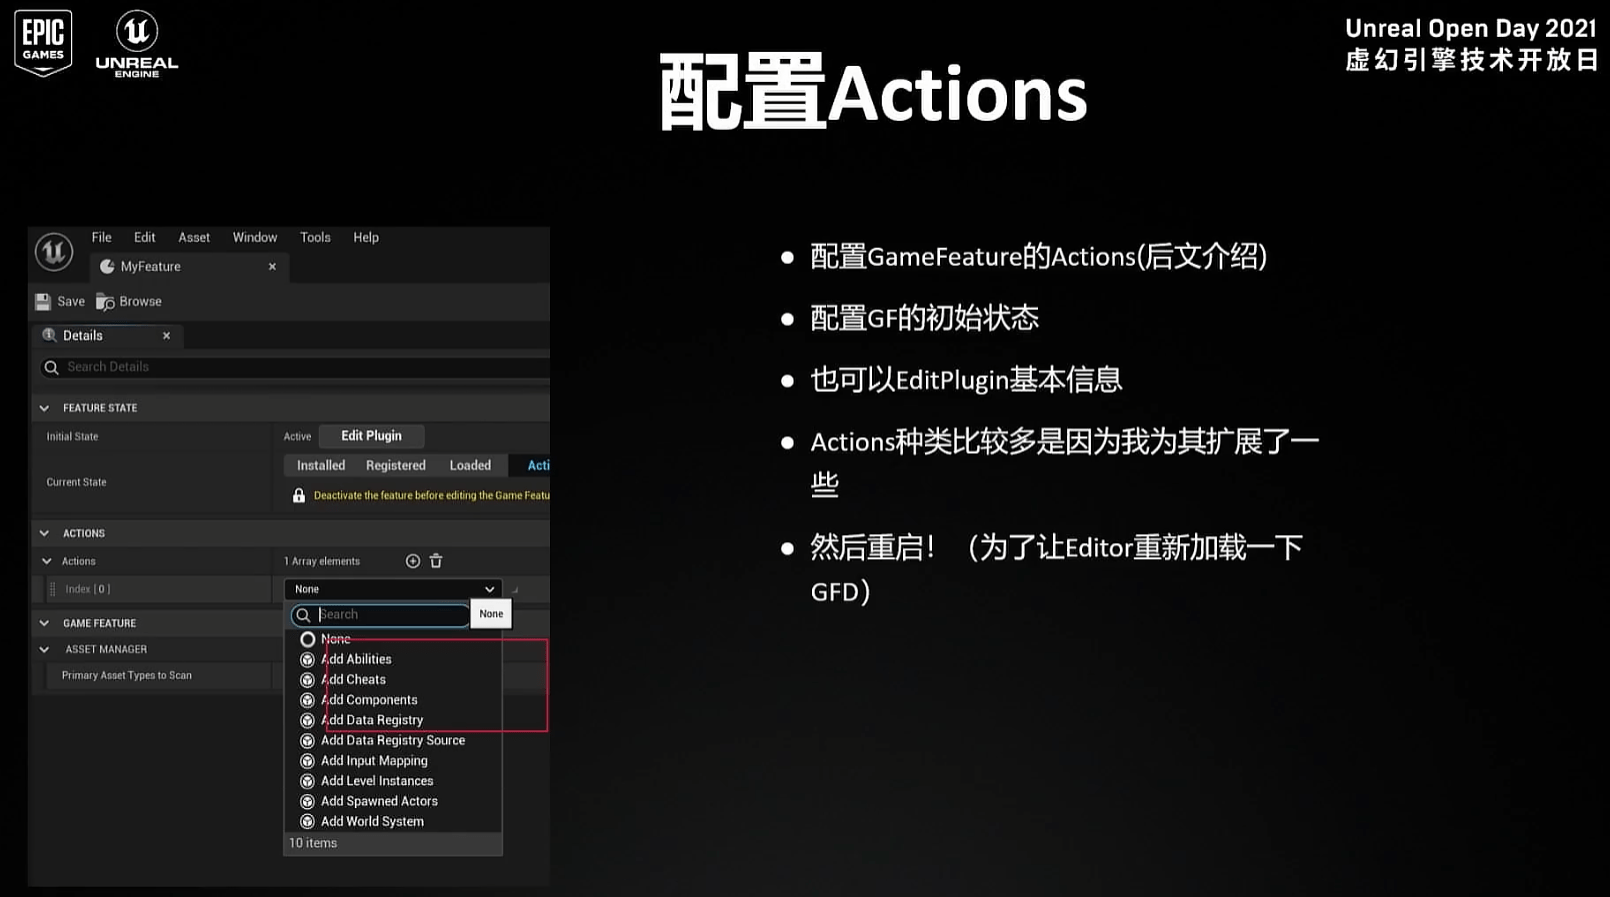 EPIC
GAMES
UNREAL
ENGINE
Unreal Open Day 2021
虚幻引擎技术开放日
配置Actions
File Edit Asset Window Tools Help
MyFeature
Save Browse
Details
Search Details
FEATURE STATE
Initial State Active Edit Plugin
Installed Registered Loaded Acti
Current State
Deactivate the feature before editing the Game Featu
ACTIONS
Actions 1 Array elements
Index [ 0 ] None
Search None
GAME FEATURE
ASSET MANAGER
Primary Asset Types to Scan
None
Add Abilities
Add Cheats
Add Components
Add Data Registry
Add Data Registry Source
Add Input Mapping
Add Level Instances
Add Spawned Actors
Add World System
10 items
● 配置GameFeature的Actions(后文介绍)
● 配置GF的初始状态
● 也可以EditPlugin基本信息
● Actions种类比较多是因为我为其扩展了一
些
● 然后重启！（为了让Editor重新加载一下
GFD）